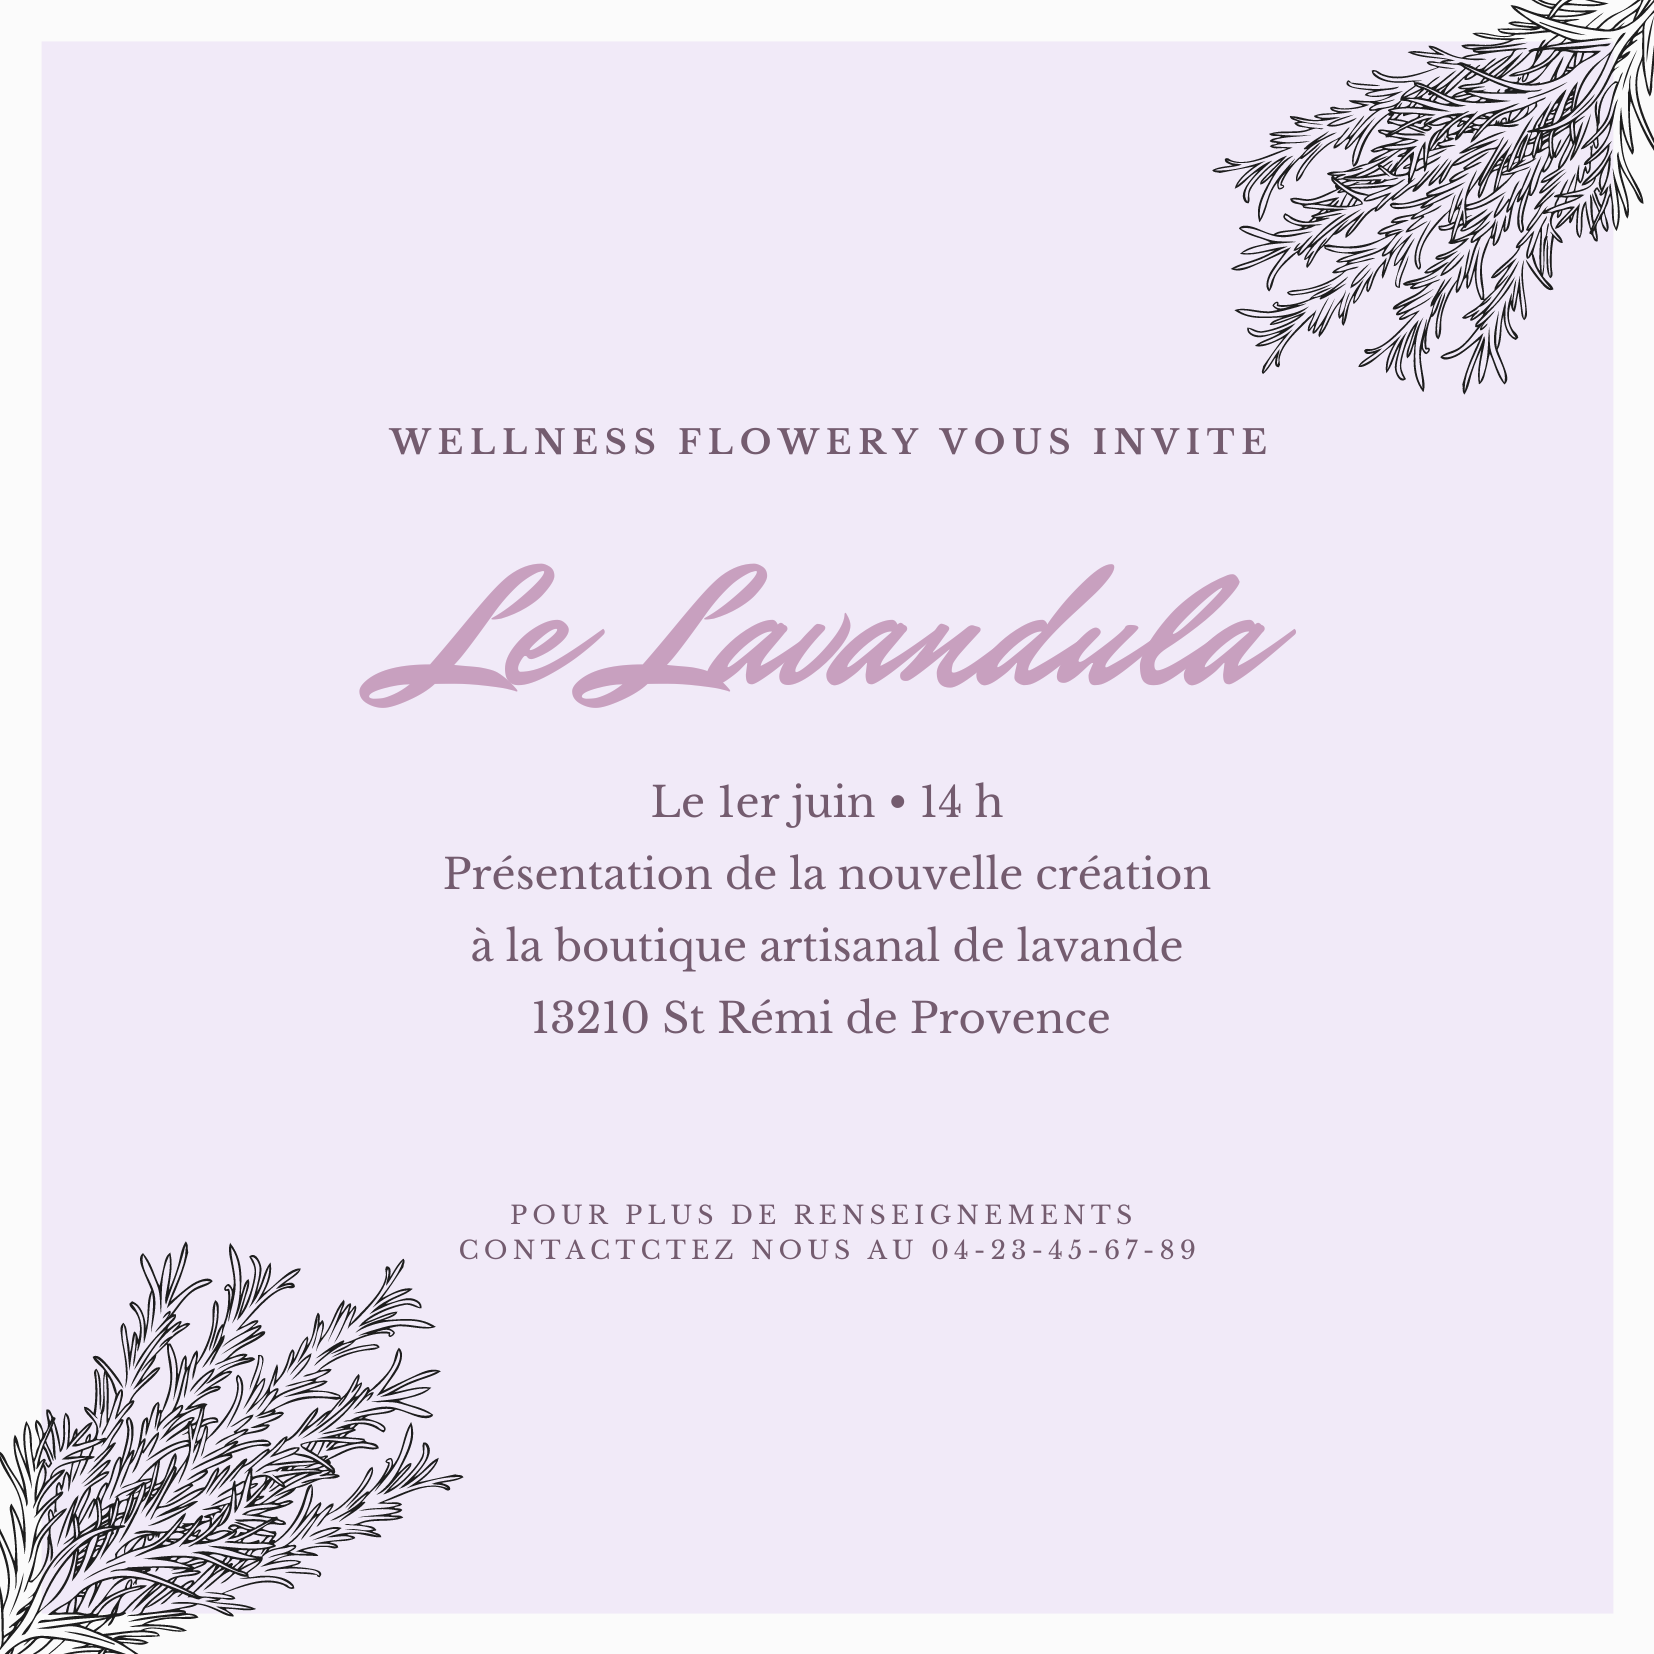 WELLNESS FLOWERY VOUS INVITE
Le Lavandula
Le 1er juin • 14 h
Présentation de la nouvelle création
à la boutique artisanal de lavande
13210 St Rémi de Provence
POUR PLUS DE RENSEIGNEMENTS
CONTACTCTEZ NOUS AU 04-23-45-67-89